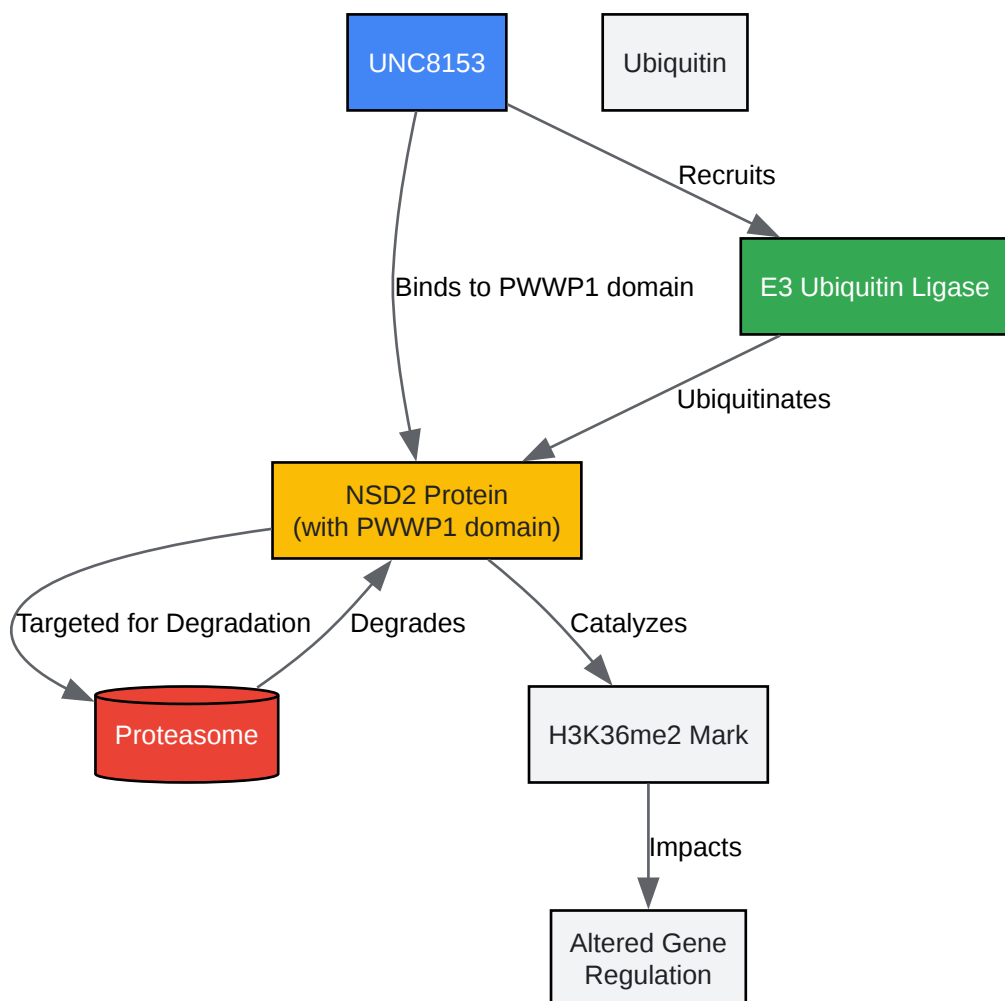 UNC8153
Ubiquitin
Recruits
E3 Ubiquitin Ligase
Binds to PWWP1 domain
Ubiquitinates
NSD2 Protein
(with PWWP1 domain)
Targeted for Degradation
Degrades
Catalyzes
Proteasome
H3K36me2 Mark
Impacts
Altered Gene
Regulation